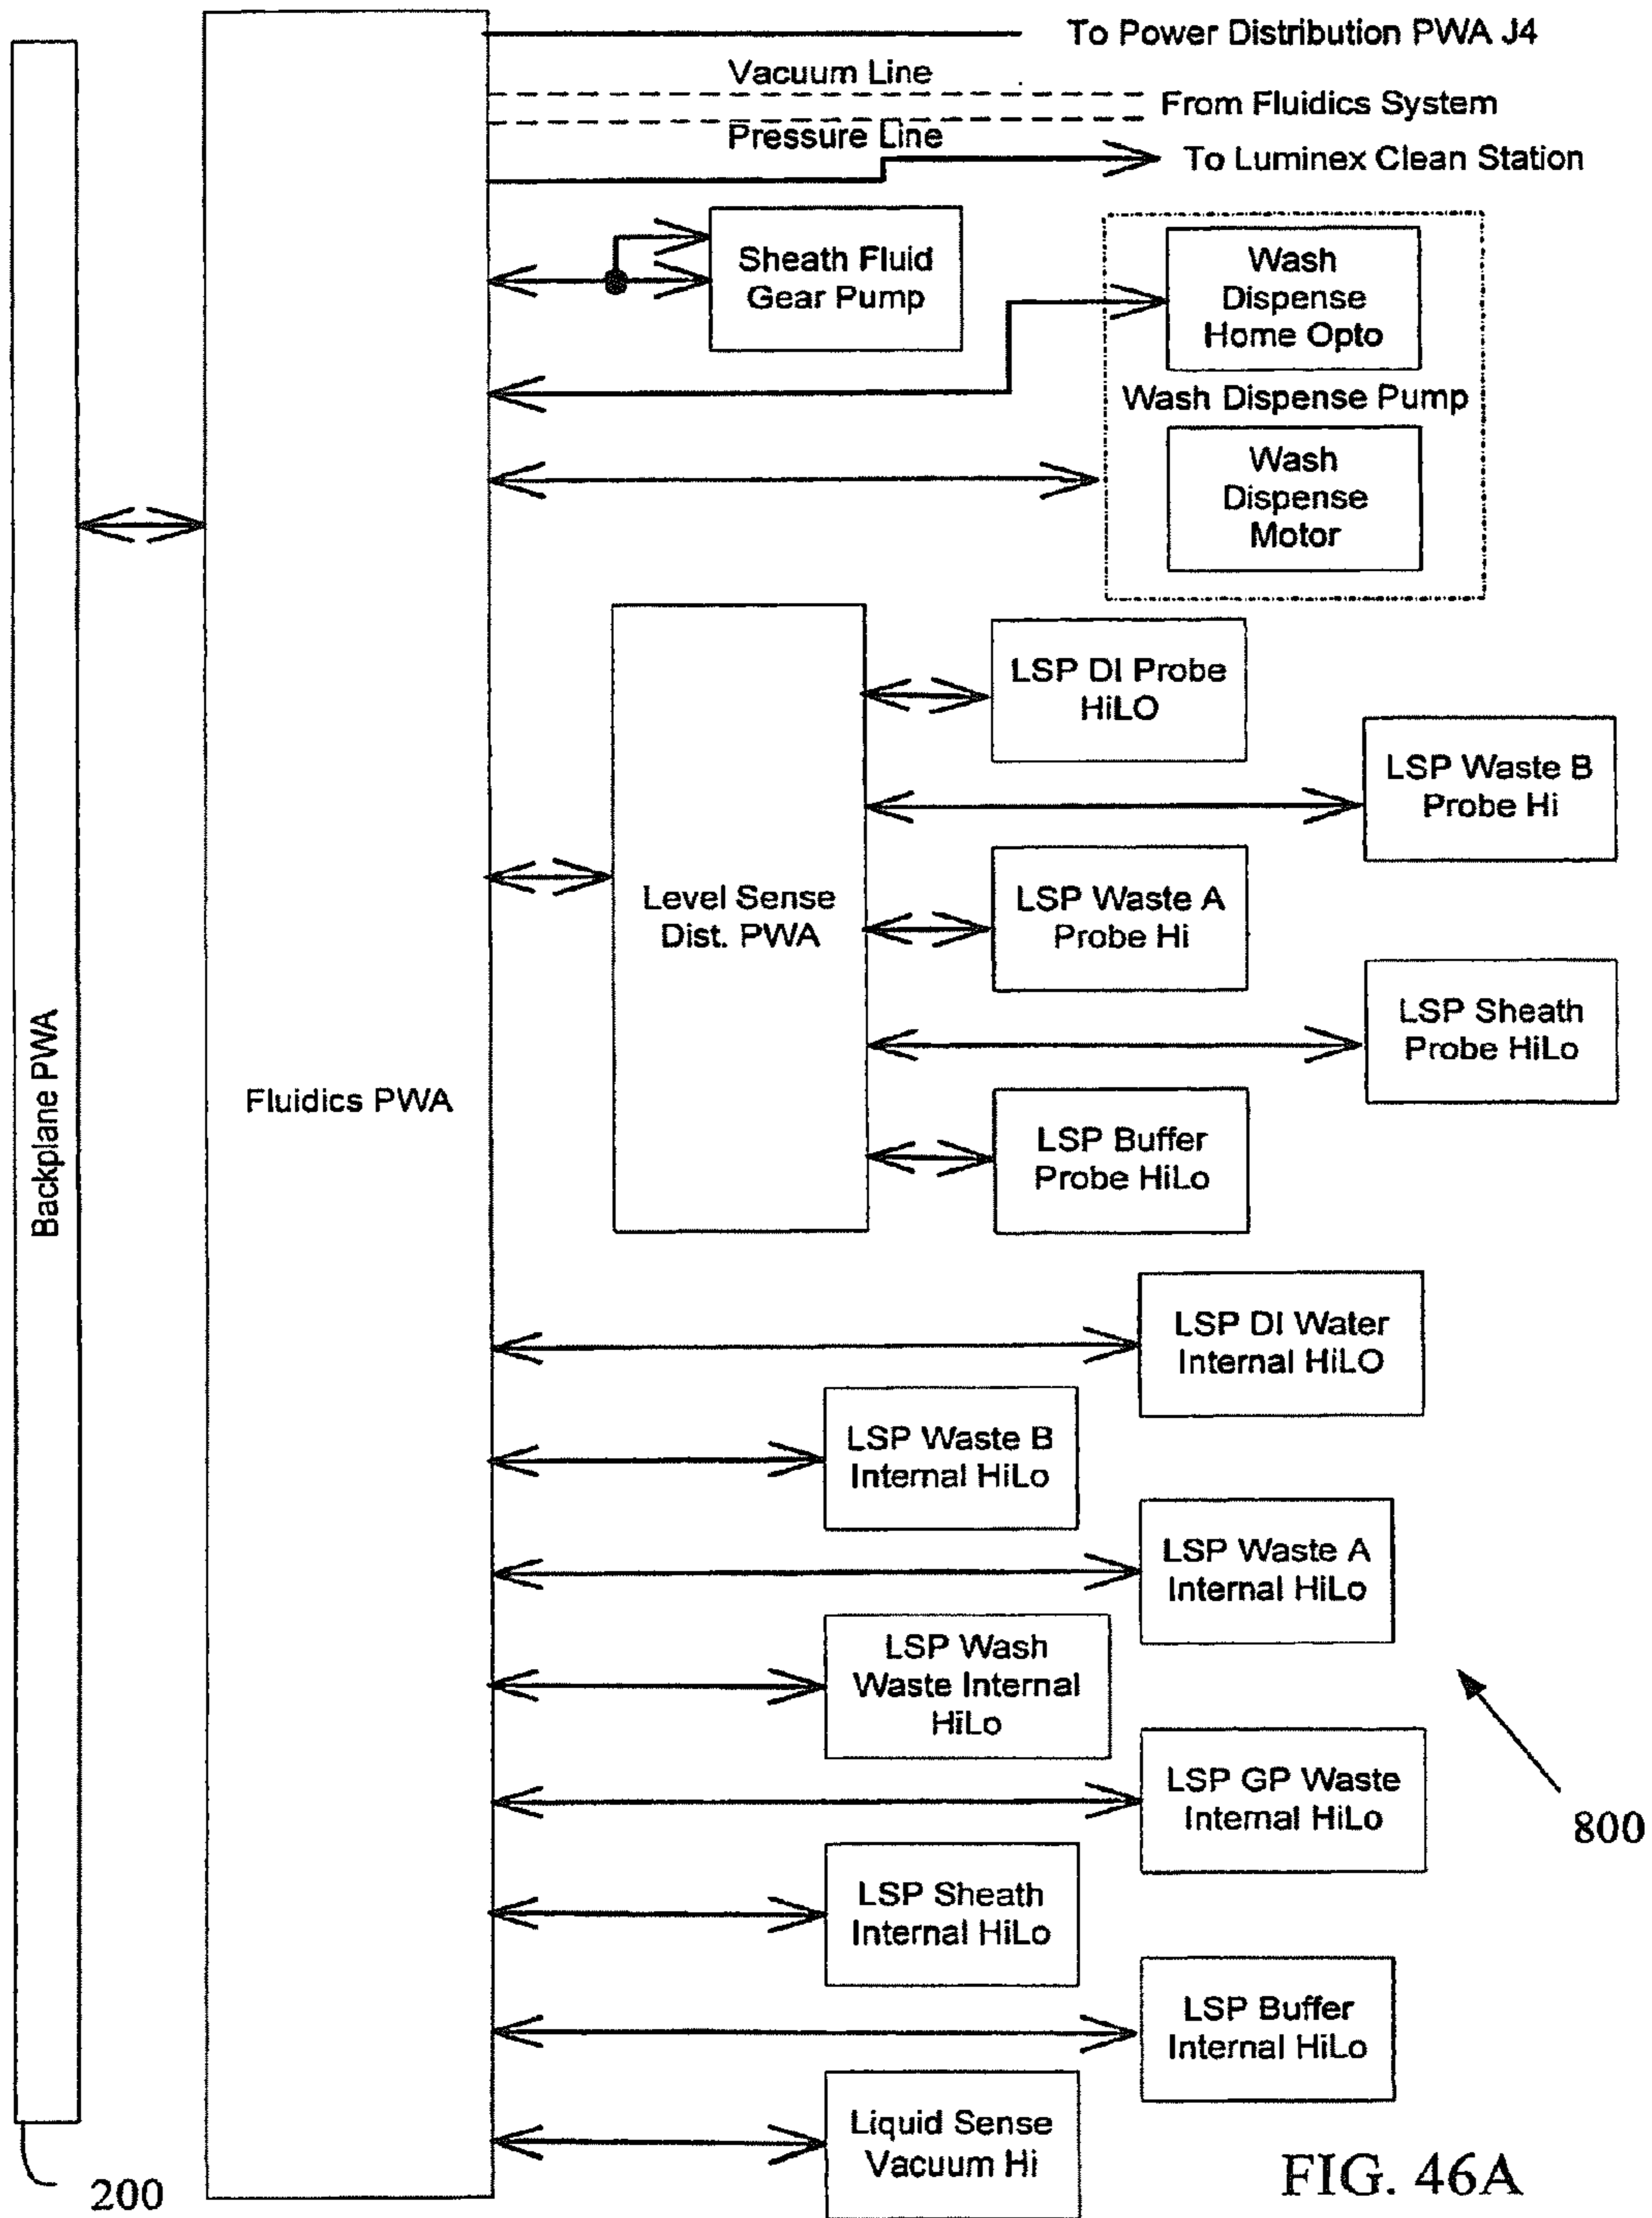 To Power Distribution PWA J4
Vacuum Line
From Fluidics System
Pressure Line
To Luminex Clean Station
Sheath Fluid
Gear Pump
Wash
Dispense
Home Opto
Wash Dispense Pump
Wash
Dispense
Motor
LSP DI Probe
HiLO
LSP Waste B
Probe Hi
Level Sense
Dist. PWA
LSP Waste A
Probe Hi
LSP Sheath
Probe HiLo
Backplane PWA
Fluidics PWA
LSP Buffer
Probe HiLo
LSP DI Water
Internal HiLO
LSP Waste B
Internal HiLo
LSP Waste A
Internal HiLo
LSP Wash
Waste Internal
HiLo
LSP GP Waste
Internal HiLo
800
LSP Sheath
Internal HiLo
LSP Buffer
Internal HiLo
Liquid Sense
Vacuum Hi
200
FIG. 46A